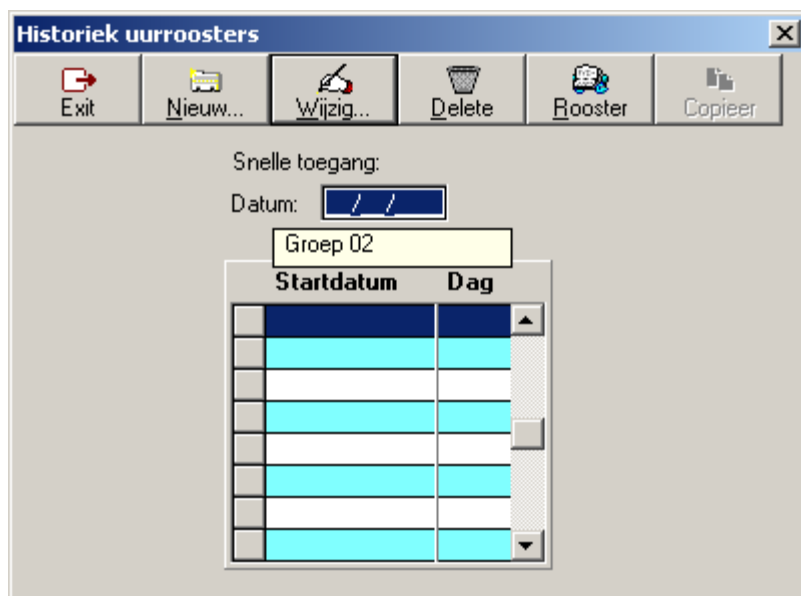 Historiek uurroosters
Exit Nieuw... Wijzig... Delete Rooster Copieer
Snelle toegang:
Datum: / /
Groep 02
Startdatum Dag